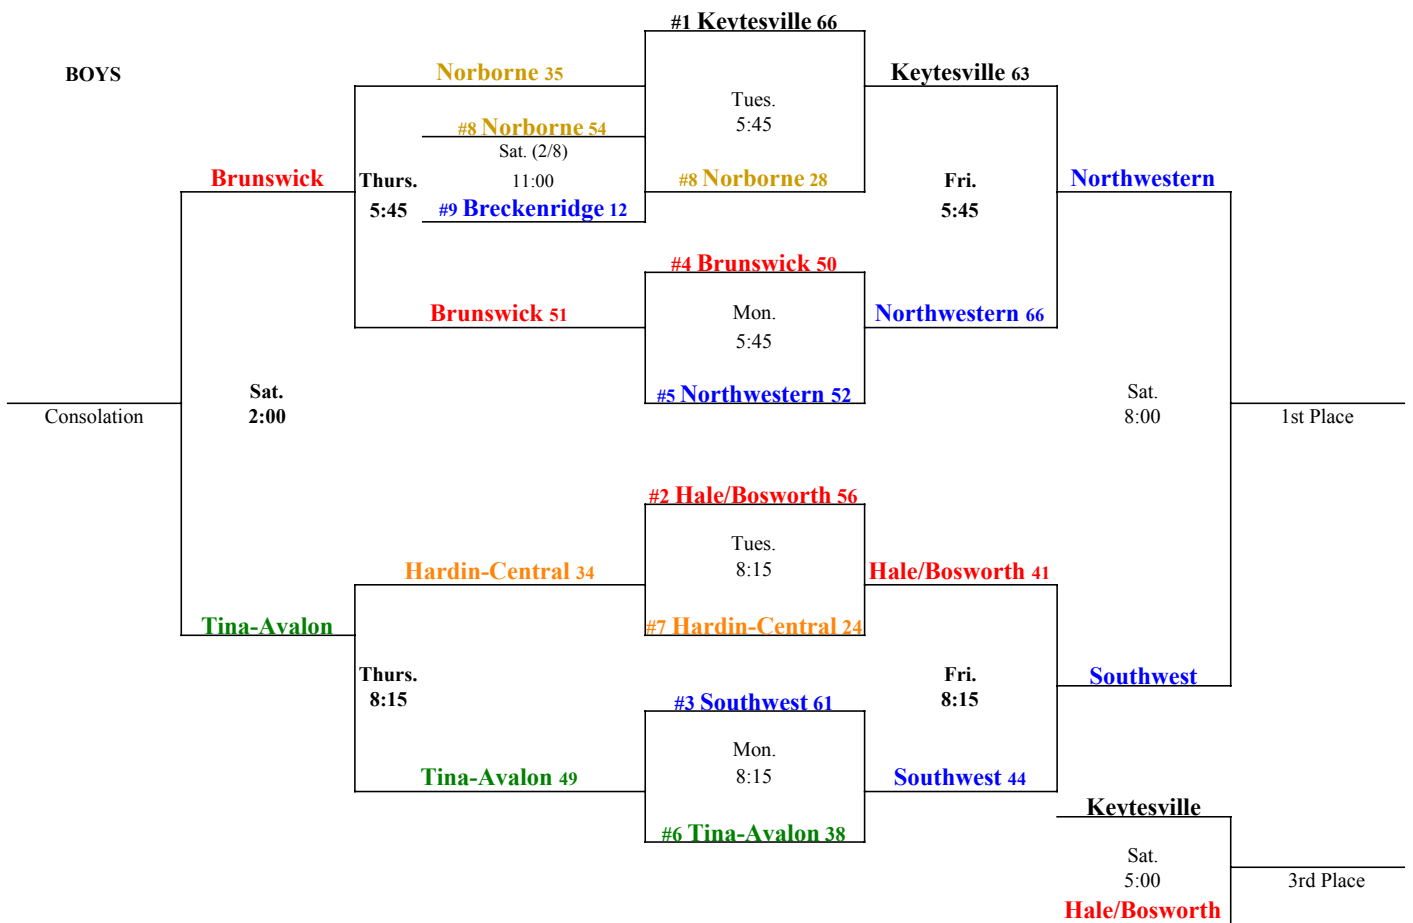 #1 Keytesville 66
BOYS
Norborne 35
Keytesville 63
Tues.
5:45
#8 Norborne 54
Sat. (2/8)
11:00
Brunswick
Thurs.
5:45
#8 Norborne 28
Fri.
5:45
Northwestern
#9 Breckenridge 12
#4 Brunswick 50
Brunswick 51
Mon.
5:45
Northwestern 66
#5 Northwestern 52
Sat.
2:00
Consolation
Sat.
8:00
1st Place
#2 Hale/Bosworth 56
Tues.
8:15
Hardin-Central 34
Hale/Bosworth 41
Tina-Avalon
#7 Hardin-Central 24
Thurs.
8:15
Fri.
8:15
Southwest
#3 Southwest 61
Mon.
8:15
Tina-Avalon 49
Southwest 44
#6 Tina-Avalon 38
Keytesville
Sat.
5:00
3rd Place
Hale/Bosworth